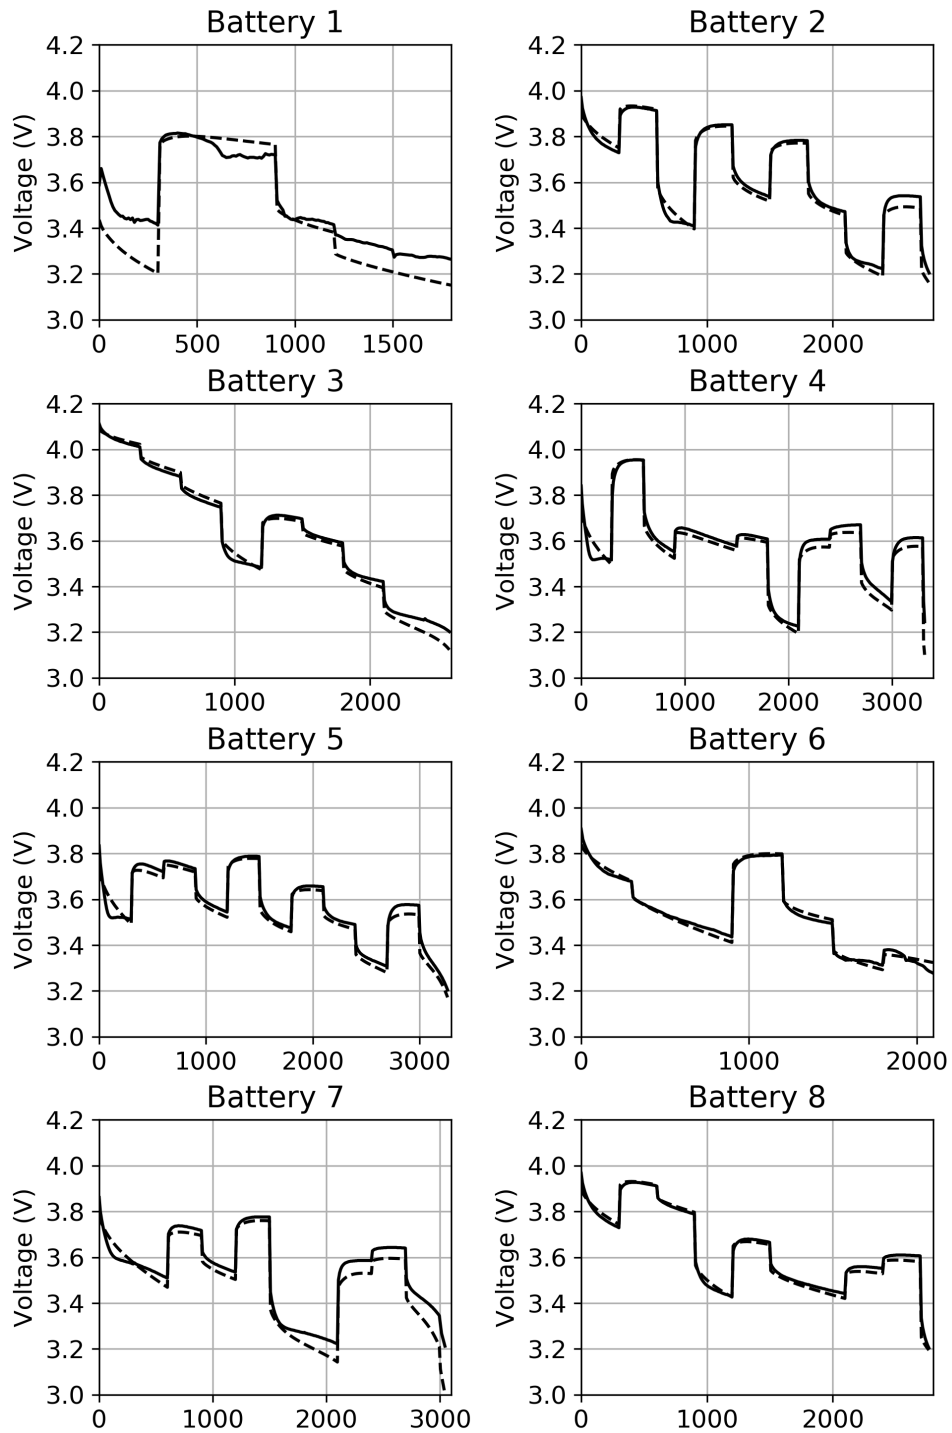 Battery 1
Voltage (V)
4.2
4.0
3.8
3.6
3.4
3.2
3.0
0 500 1000 1500
Battery 2
Voltage (V)
4.2
4.0
3.8
3.6
3.4
3.2
3.0
0 1000 2000
Battery 3
Voltage (V)
4.2
4.0
3.8
3.6
3.4
3.2
3.0
0 1000 2000
Battery 4
Voltage (V)
4.2
4.0
3.8
3.6
3.4
3.2
3.0
0 1000 2000 3000
Battery 5
Voltage (V)
4.2
4.0
3.8
3.6
3.4
3.2
3.0
0 1000 2000 3000
Battery 6
Voltage (V)
4.2
4.0
3.8
3.6
3.4
3.2
3.0
0 1000 2000
Battery 7
Voltage (V)
4.2
4.0
3.8
3.6
3.4
3.2
3.0
0 1000 2000 3000
Battery 8
Voltage (V)
4.2
4.0
3.8
3.6
3.4
3.2
3.0
0 1000 2000